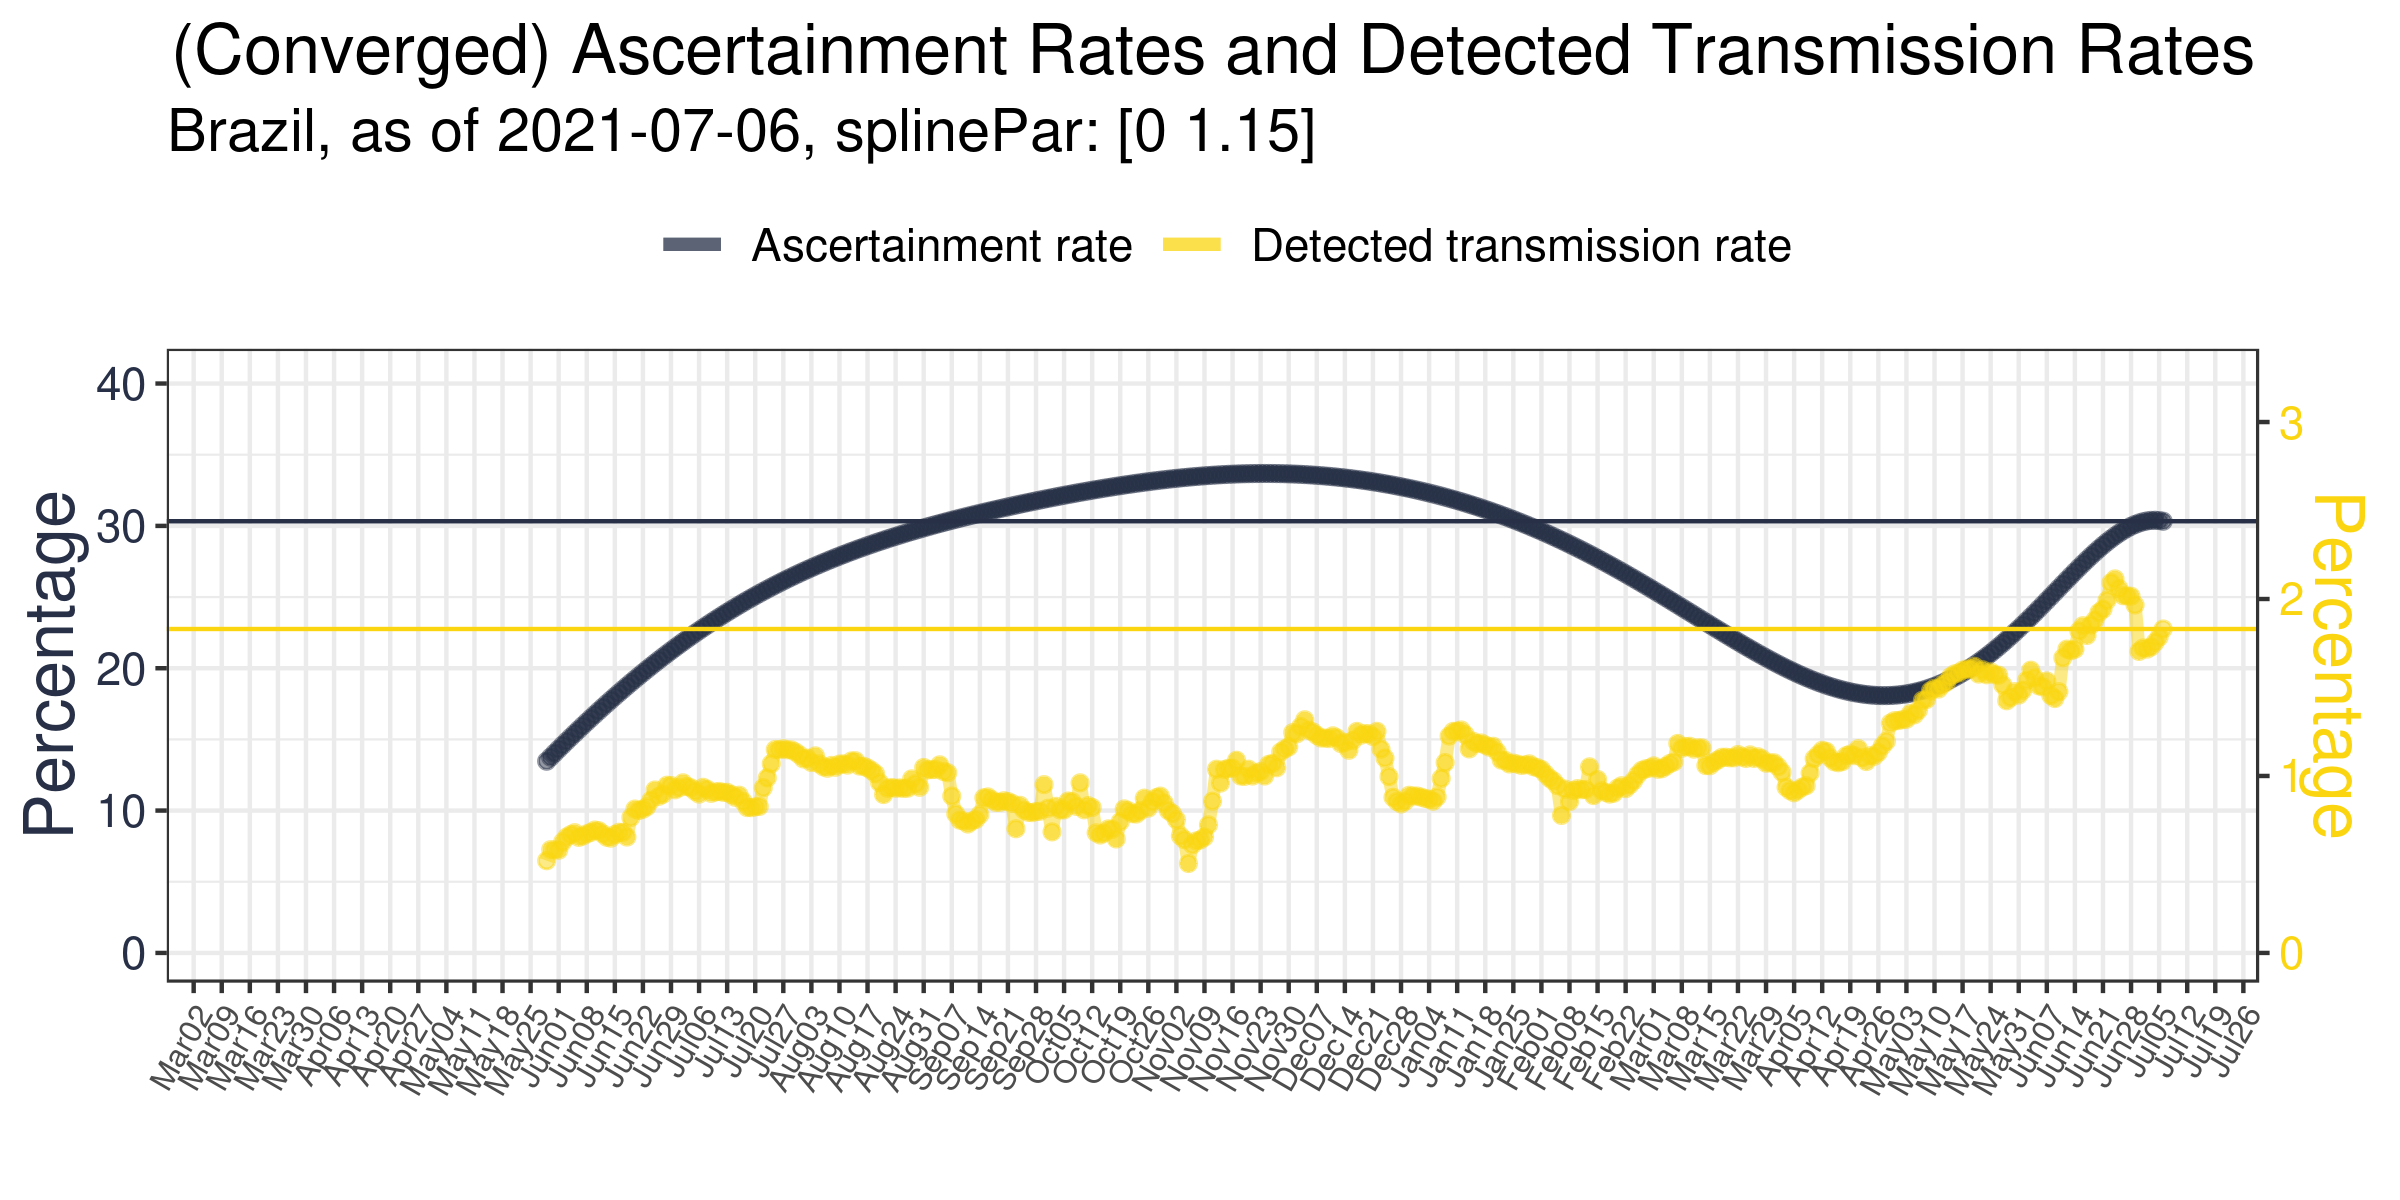 (Converged) Ascertainment Rates and Detected Transmission Rates
Brazil, as of 2021-07-06, splinePar: [0 1.15]
Ascertainment rate Detected transmission rate
Percentage
40
30
20
10
0
3
2
1
0
Percentage
Mar02 Mar09 Mar16 Mar23 Mar30 Apr06 Apr13 Apr20 Apr27 May04 May11 May18 May25 Jun01 Jun08 Jun15 Jun22 Jun29 Jul06 Jul13 Jul20 Jul27 Aug03 Aug10 Aug17 Aug24 Aug31 Sep07 Sep14 Sep21 Sep28 Oct05 Oct12 Oct19 Oct26 Nov02 Nov09 Nov16 Nov23 Nov30 Dec07 Dec14 Dec21 Dec28 Jan04 Jan11 Jan18 Jan25 Feb01 Feb08 Feb15 Feb22 Mar01 Mar08 Mar15 Mar22 Mar29 Apr05 Apr12 Apr19 Apr26 May03 May10 May17 May24 May31 Jun07 Jun14 Jun21 Jun28 Jul05 Jul12 Jul19 Jul26